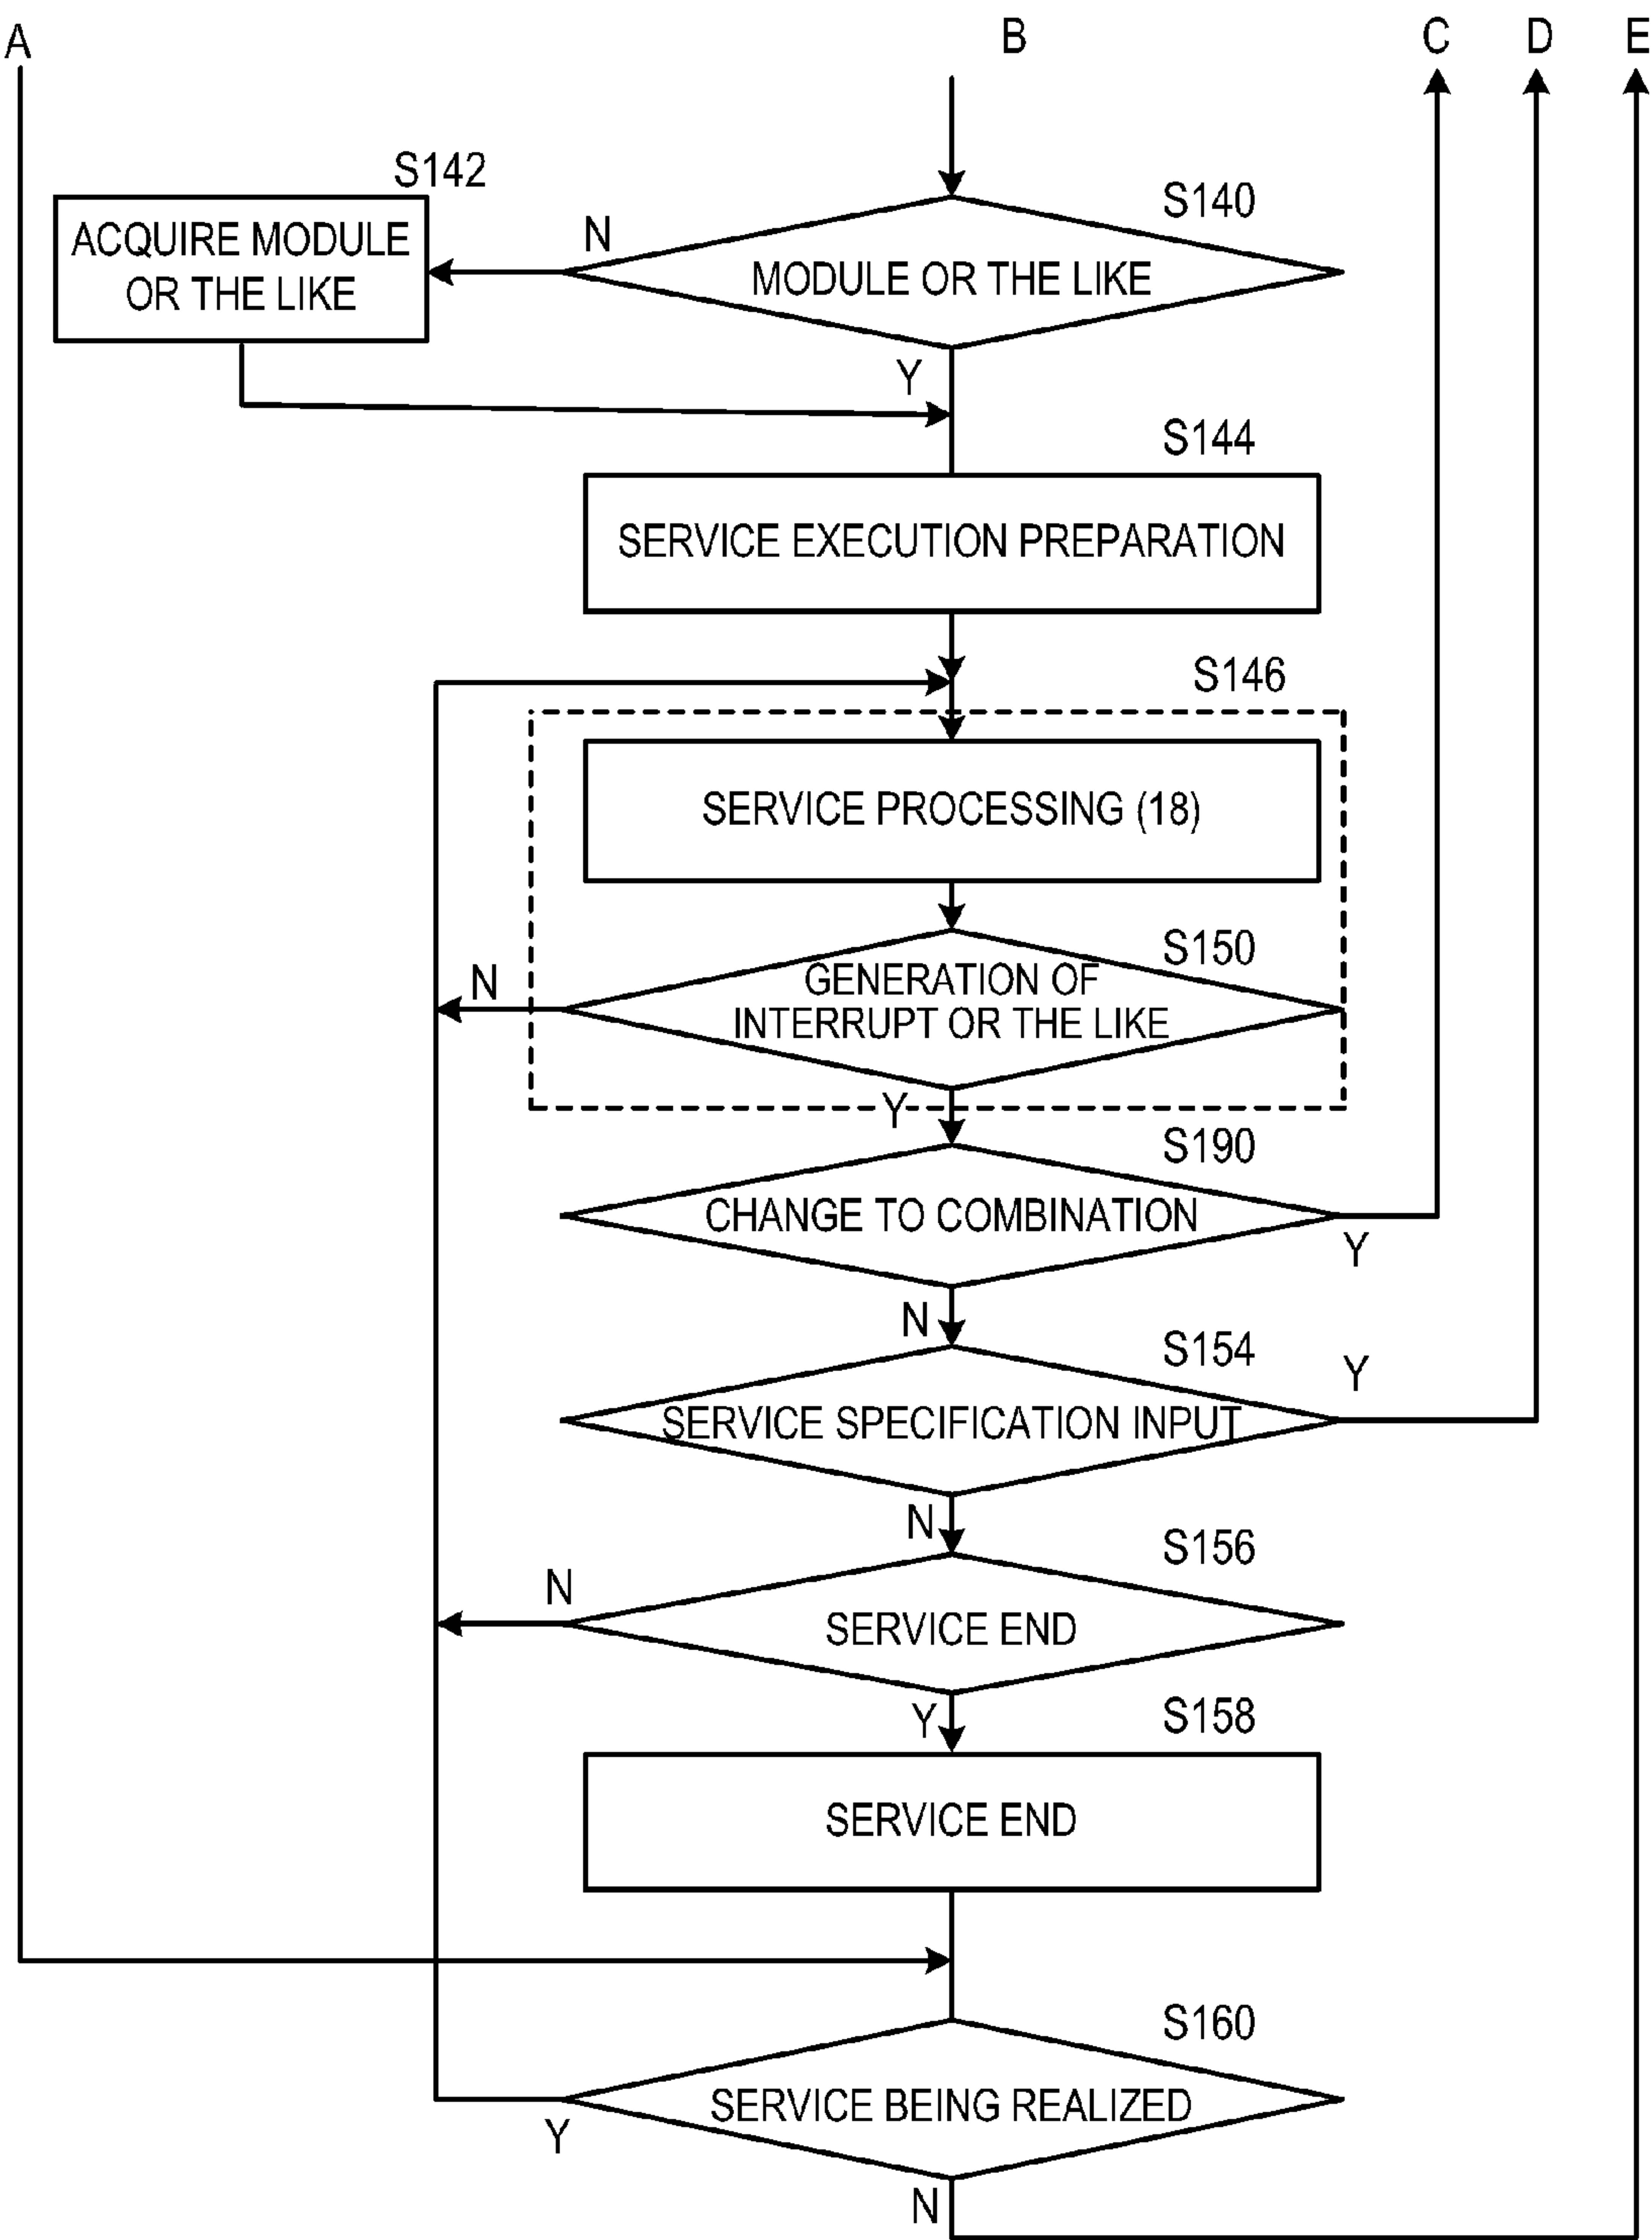 A
B
C
D
E
S142
S140
ACQUIRE MODULE
OR THE LIKE
N
MODULE OR THE LIKE
Y
S144
SERVICE EXECUTION PREPARATION
S146
SERVICE PROCESSING (18)
S150
N
GENERATION OF
INTERRUPT OR THE LIKE
Y
S190
CHANGE TO COMBINATION
Y
N
S154
Y
SERVICE SPECIFICATION INPUT
N
S156
N
SERVICE END
Y
S158
SERVICE END
S160
SERVICE BEING REALIZED
Y
N